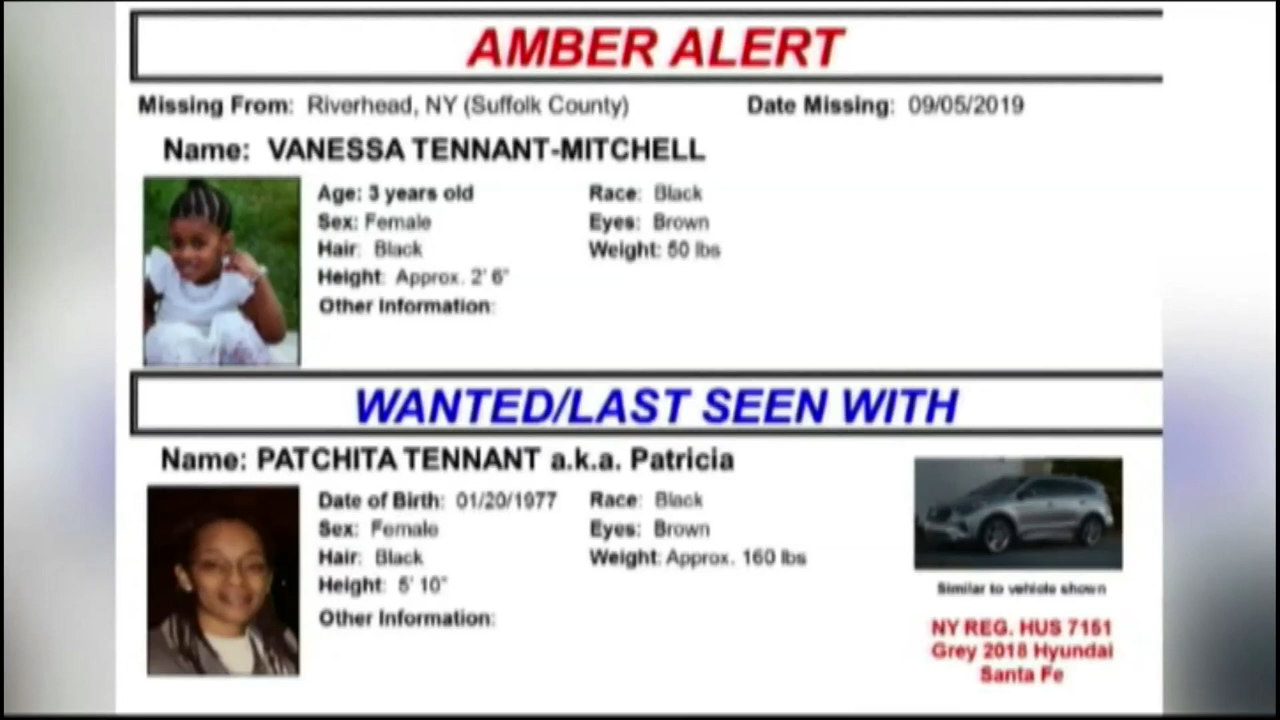 AMBER ALERT
Missing From: Riverhead, NY (Suffolk County) Date Missing: 09/05/2019
Name: VANESSA TENNANT-MITCHELL
Age: 3 years old Race: Black
Sex: Female Eyes: Brown
Hair: Black Weight: 50 lbs
Height: Approx. 2' 6"
Other Information:
WANTED/LAST SEEN WITH
Name: PATCHITA TENNANT a.k.a. Patricia
Date of Birth: 01/20/1977 Race: Black
Sex: Female Eyes: Brown
Hair: Black Weight: Approx. 160 lbs
Height: 5' 10"
Other Information:
Similar to vehicle shown
NY REG. HUS 7151
Grey 2018 Hyundai
Santa Fe